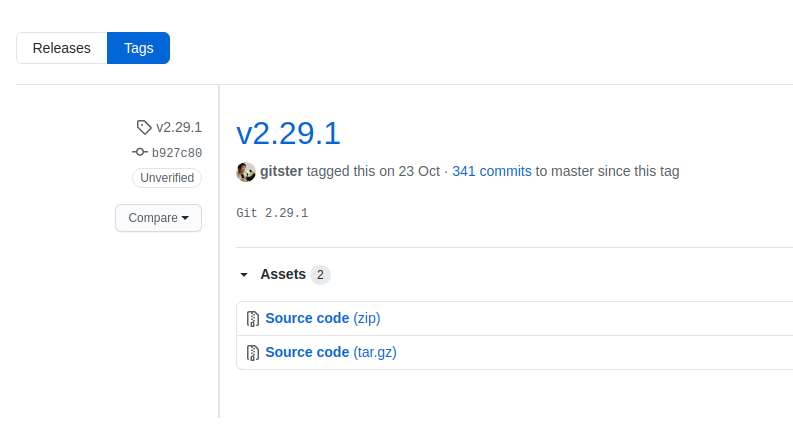 Releases Tags
v2.29.1
b927c80
Unverified
Compare
v2.29.1
gitster tagged this on 23 Oct · 341 commits to master since this tag
Git 2.29.1
Assets 2
Source code (zip)
Source code (tar.gz)